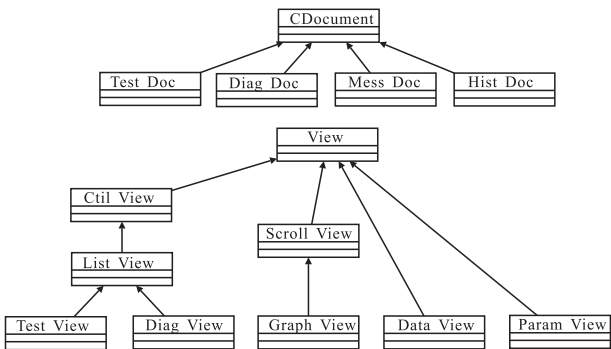 CDocument
Test Doc
Diag Doc
Mess Doc
Hist Doc
View
Ctil View
Scroll View
List View
Test View
Diag View
Graph View
Data View
Param View